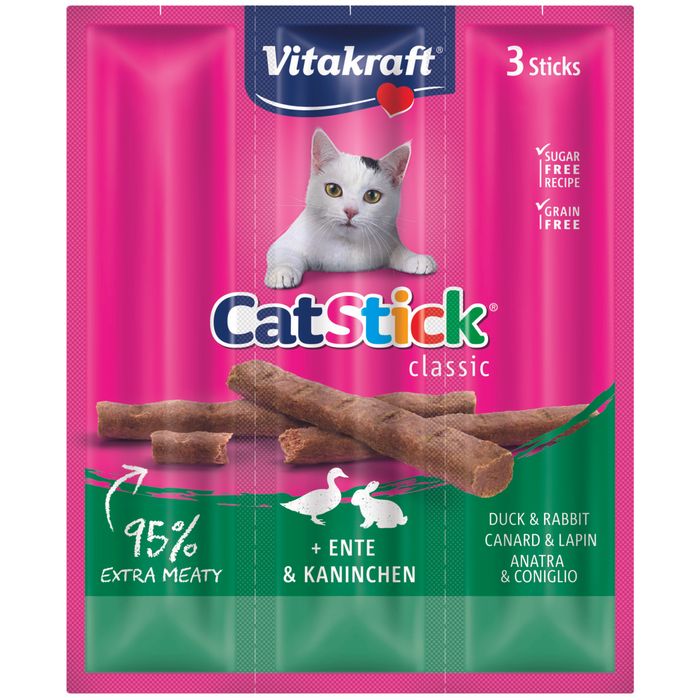 Vitakraft®
3 Sticks
SUGAR
FREE
RECIPE
GRAIN
FREE
CatStick®
classic
95%
EXTRA MEATY
+ ENTE
& KANINCHEN
DUCK & RABBIT
CANARD & LAPIN
ANATRA
& CONIGLIO